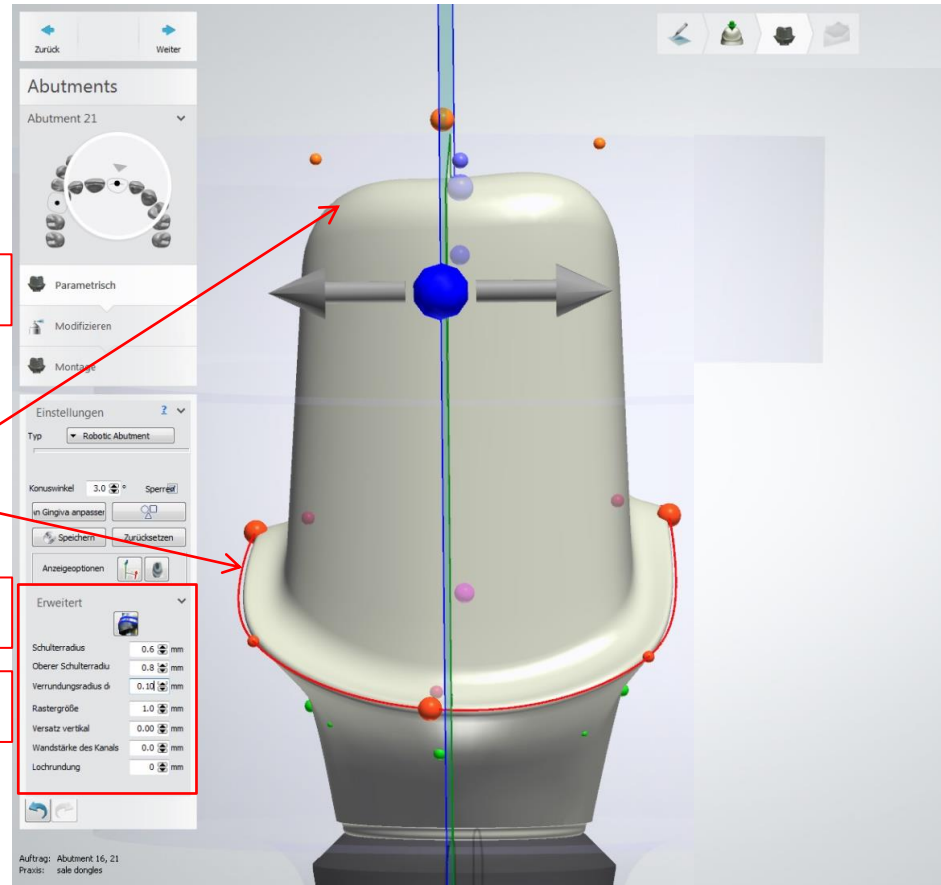 Zurück
Weiter
Abutments
Abutment 21
Parametrisch
Modifizieren
Montage
Einstellungen ?
Typ Robotic Abutment
Konuswinkel 3.0 ° Sperren
n Gingiva anpasser
Speichern Zurücksetzen
Anzeigeoptionen
Erweitert
Schulterradius 0.6 mm
Oberer Schulterradiu 0.8 mm
Verrundungsradius d 0.10 mm
Rastergröße 1.0 mm
Versatz vertikal 0.00 mm
Wandstärke des Kanals 0.0 mm
Lochrundung 0 mm
Auftrag: Abutment 16, 21
Praxis: sale dongles